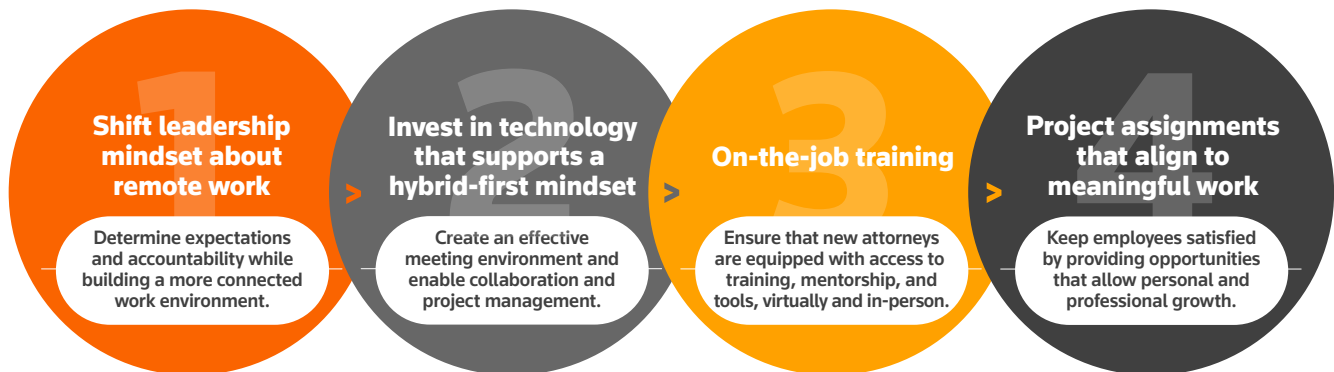 1
Shift leadership
mindset about
remote work
Determine expectations
and accountability while
building a more connected
work environment.
>
2
Invest in technology
that supports a
hybrid-first mindset
Create an effective
meeting environment and
enable collaboration and
project management.
>
3
On-the-job training
Ensure that new attorneys
are equipped with access to
training, mentorship, and
tools, virtually and in-person.
>
4
Project assignments
that align to
meaningful work
Keep employees satisfied
by providing opportunities
that allow personal and
professional growth.